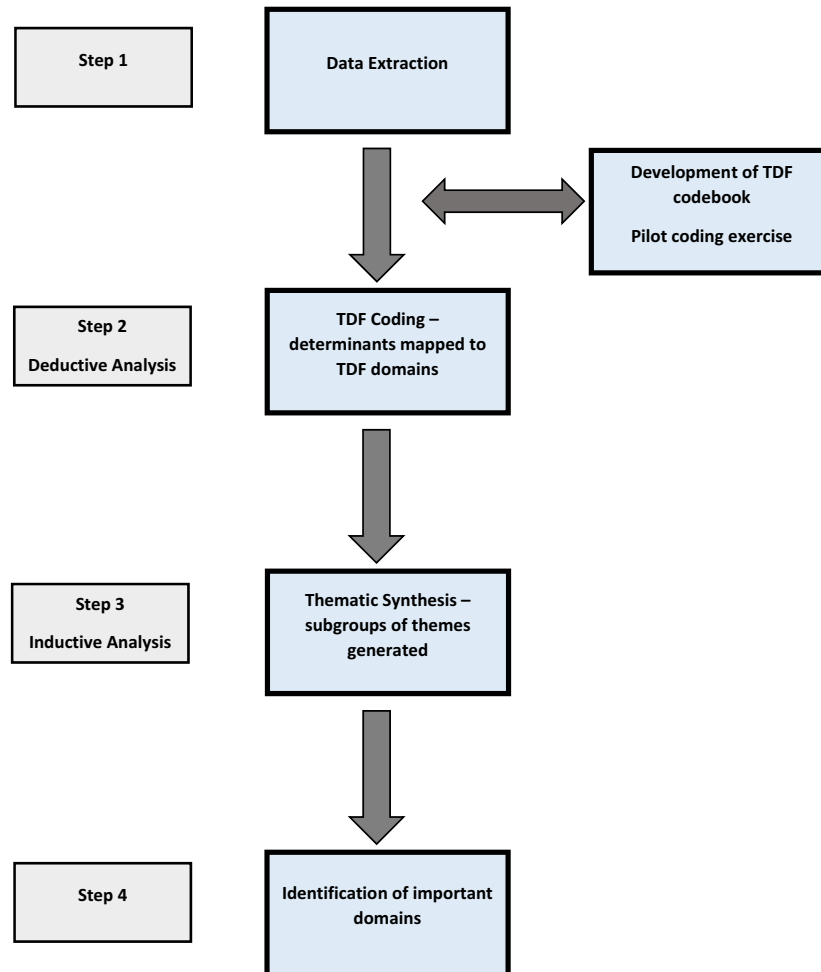 Step 1
Data Extraction
Development of TDF
codebook
Pilot coding exercise
Step 2
Deductive Analysis
TDF Coding –
determinants mapped to
TDF domains
Step 3
Inductive Analysis
Thematic Synthesis –
subgroups of themes
generated
Step 4
Identification of important
domains